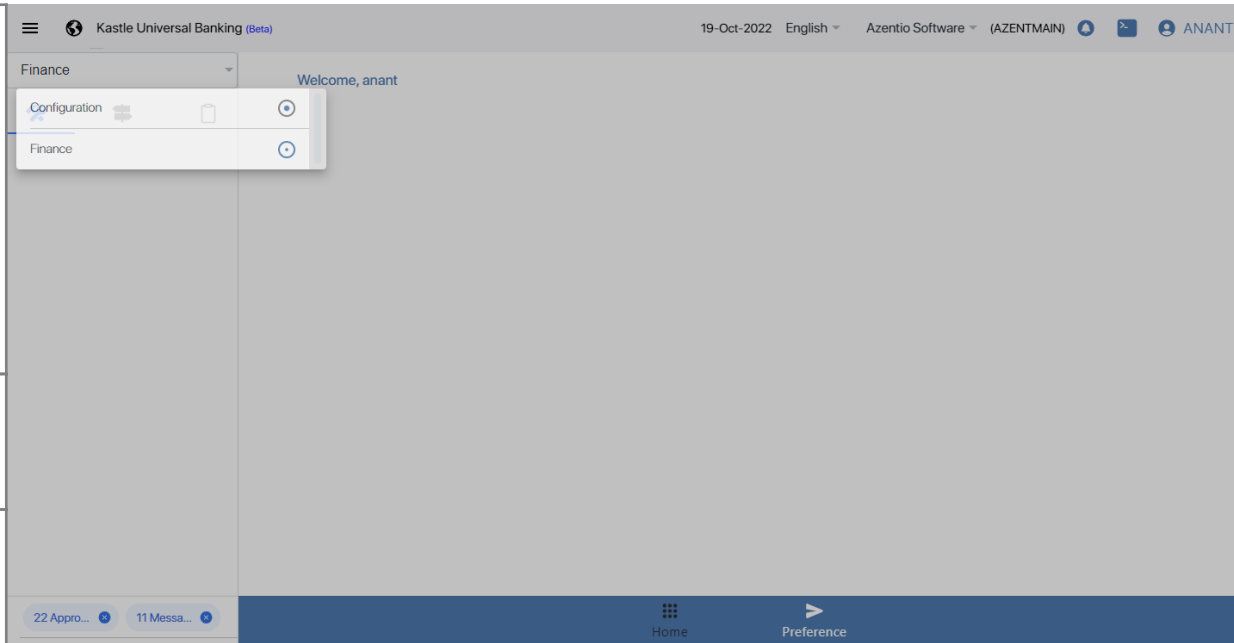 Kastle Universal Banking (Beta)
19-Oct-2022 English Azentio Software (AZENTMAIN) ANANT
Finance
Welcome, anant
Configuration
Finance
22 Appro... 11 Messa...
Home Preference